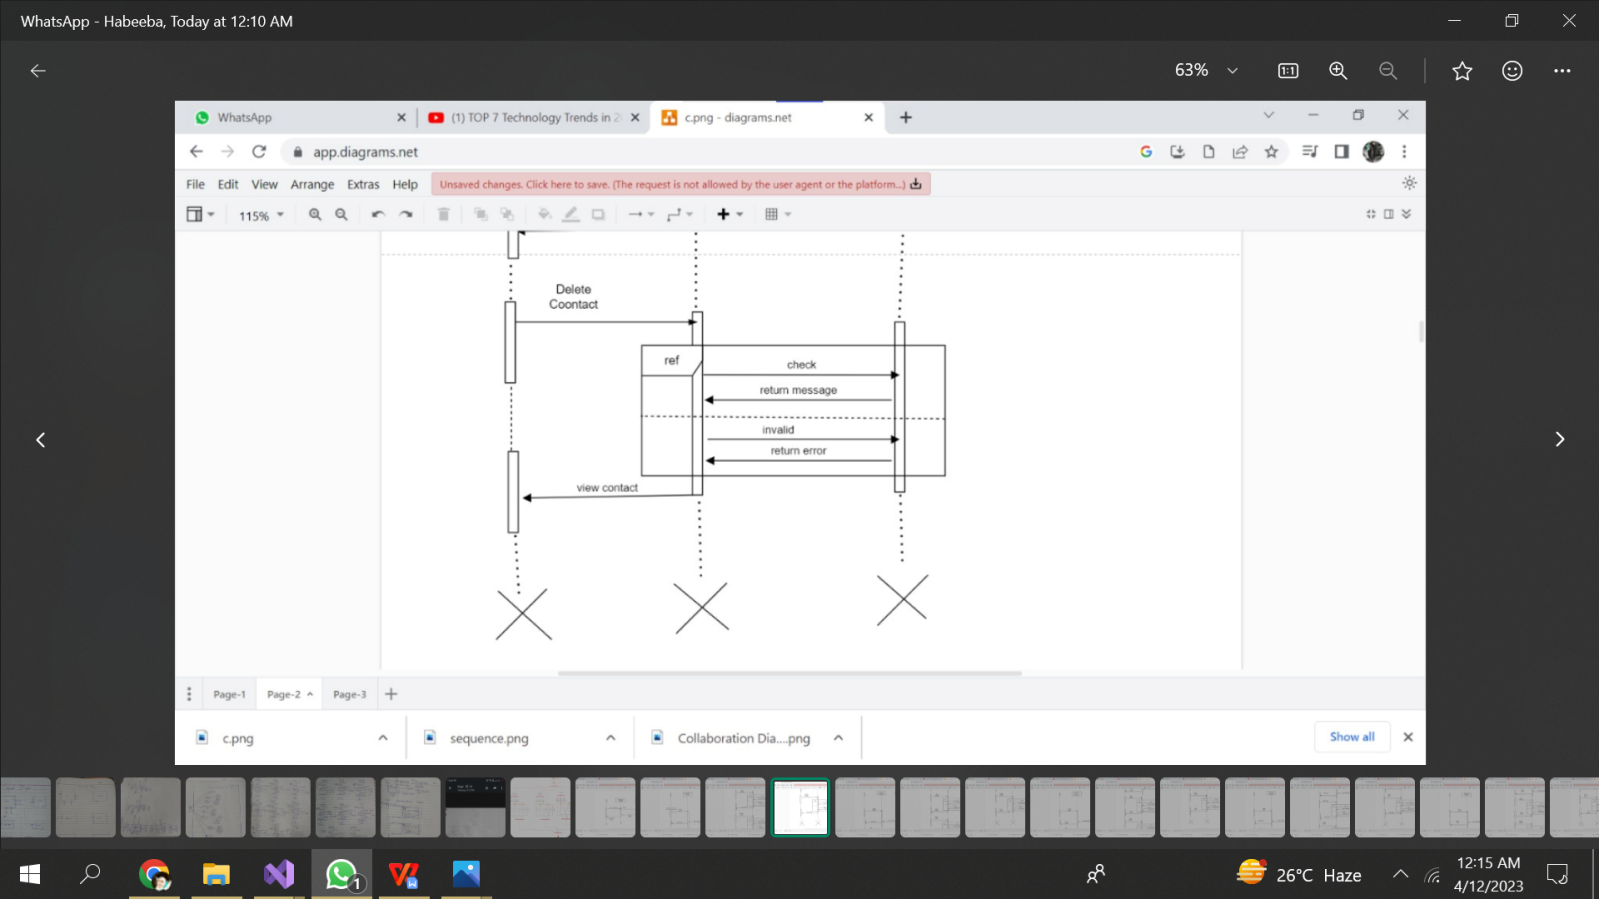 WhatsApp - Habeeba, Today at 12:10 AM
63%
1:1
WhatsApp
(1) TOP 7 Technology Trends in 2
c.png - diagrams.net
app.diagrams.net
File Edit View Arrange Extras Help
Unsaved changes. Click here to save. (The request is not allowed by the user agent or the platform...)
115%
Delete
Coontact
ref
check
return message
invalid
return error
view contact
Page-1
Page-2
Page-3
c.png
sequence.png
Collaboration Dia....png
Show all
1
26°C Haze
12:15 AM
4/12/2023